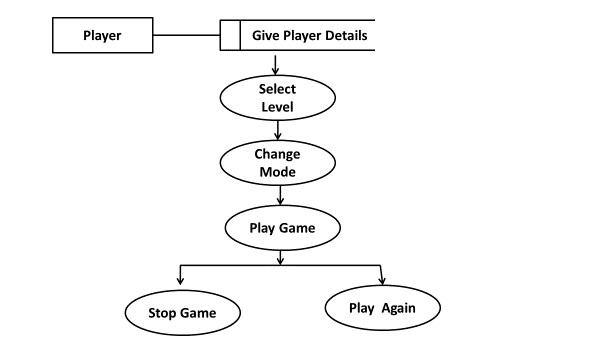 Player
Give Player Details
Select
Level
Change
Mode
Play Game
Stop Game
Play Again